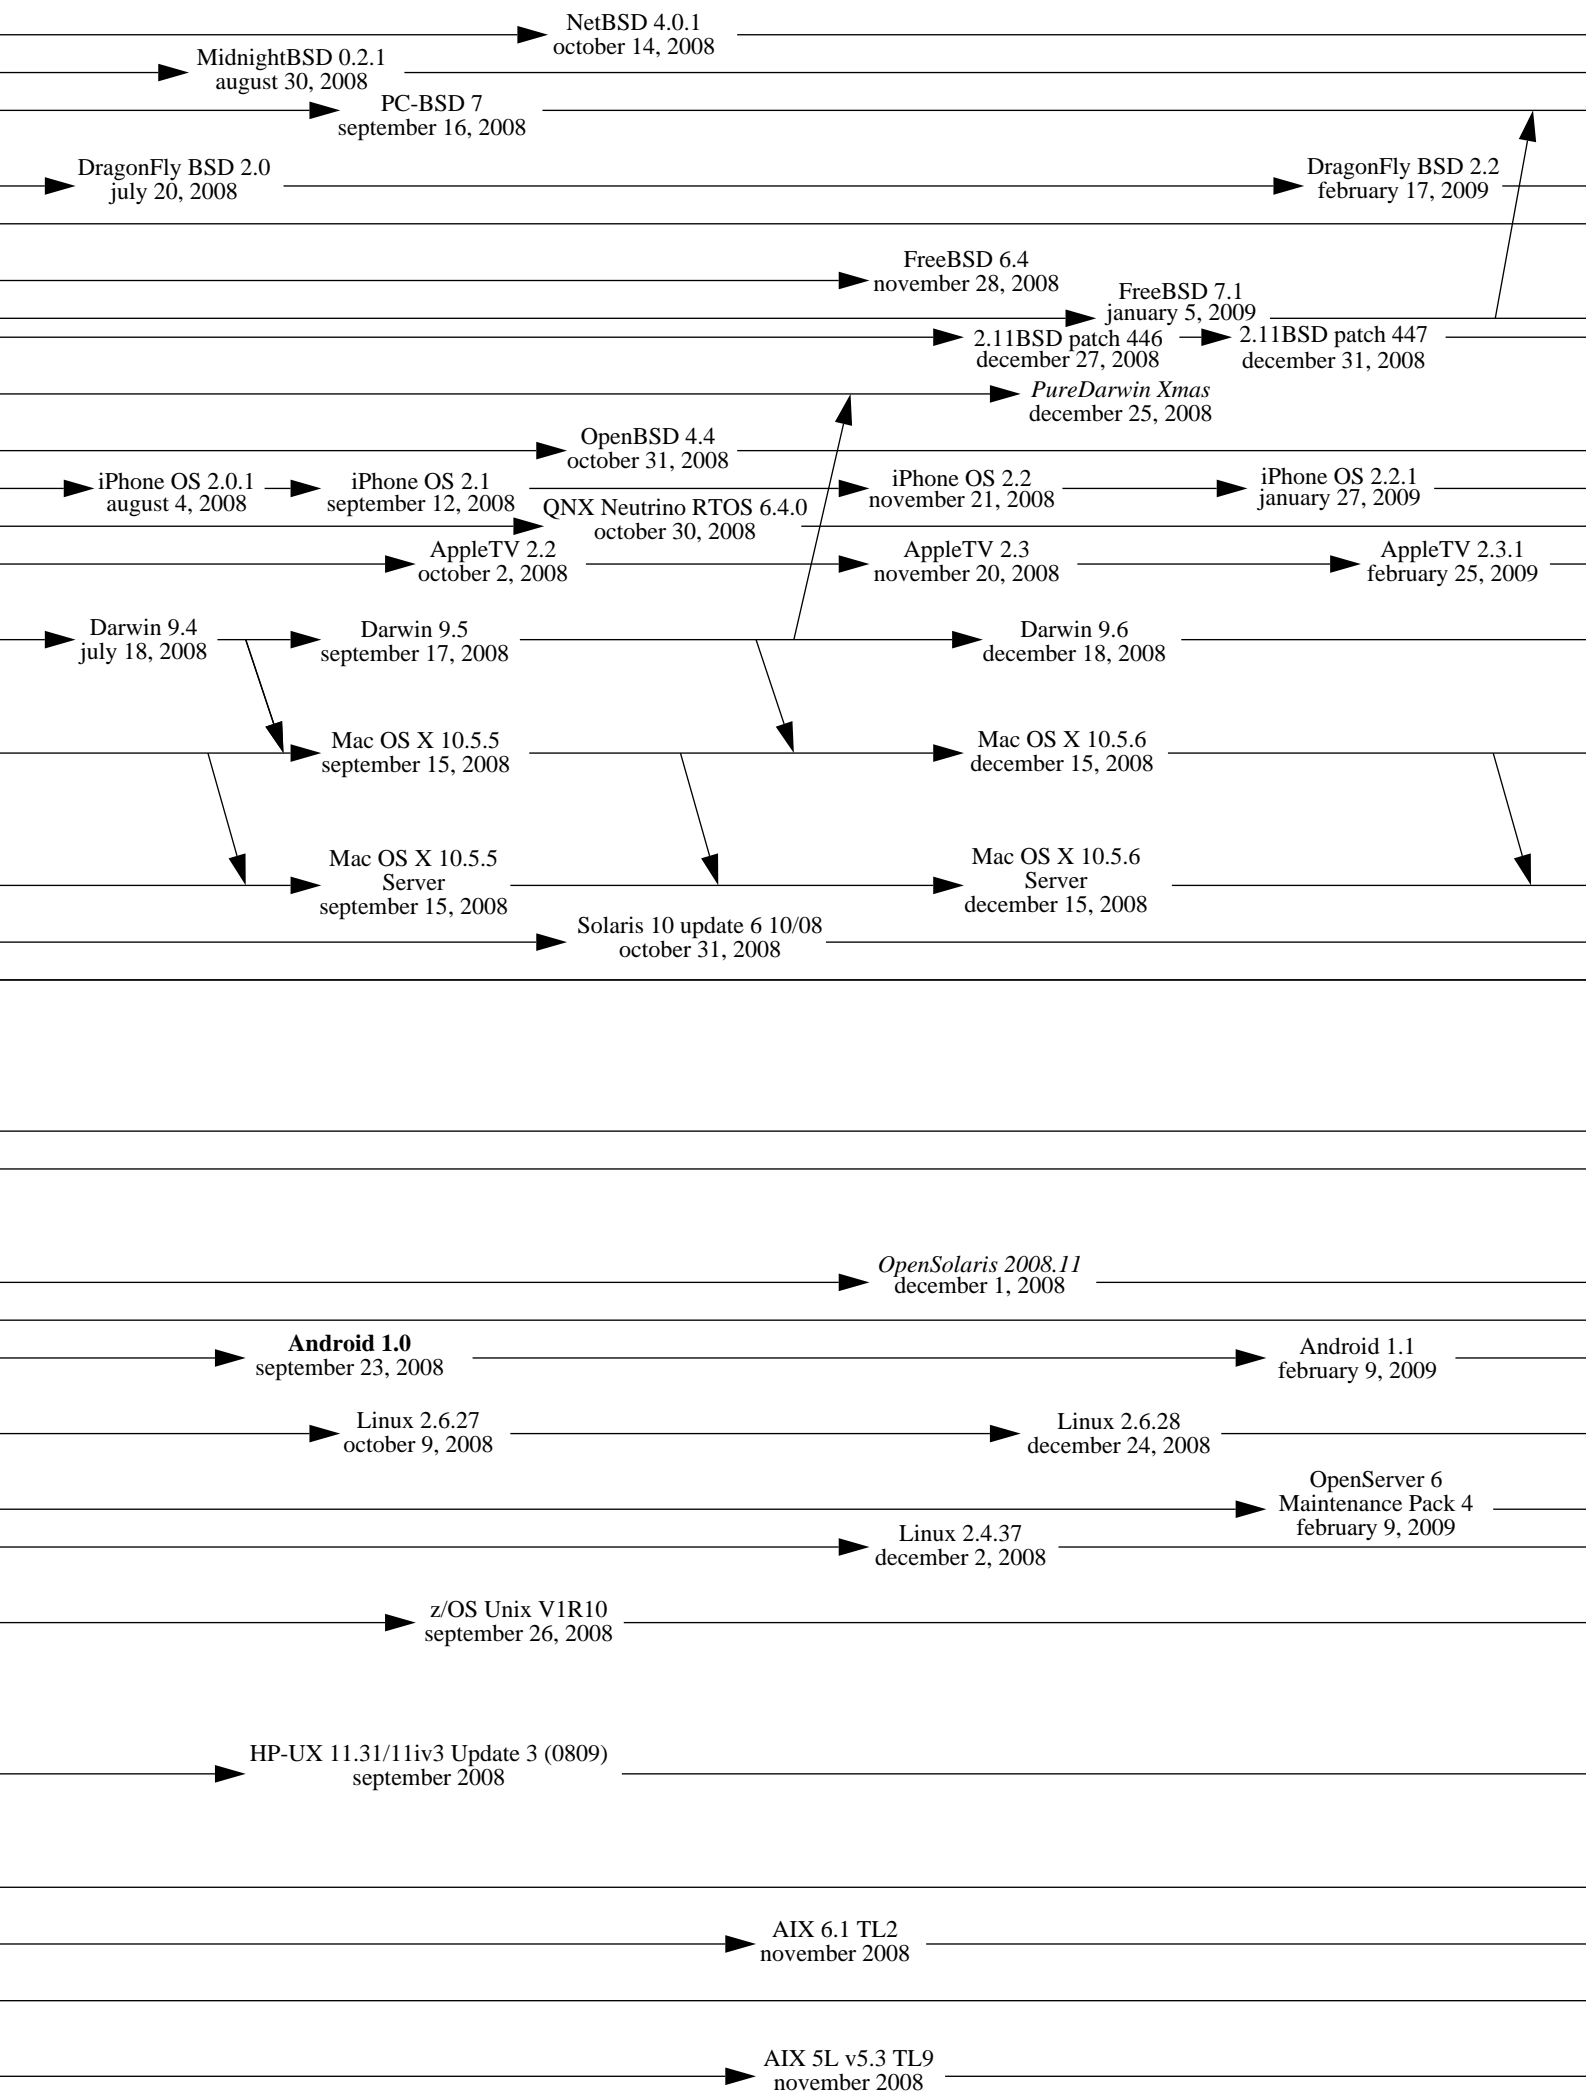 NetBSD 4.0.1
october 14, 2008
MidnightBSD 0.2.1
august 30, 2008
PC-BSD 7
september 16, 2008
DragonFly BSD 2.0
july 20, 2008
DragonFly BSD 2.2
february 17, 2009
FreeBSD 6.4
november 28, 2008
FreeBSD 7.1
january 5, 2009
2.11BSD patch 446
december 27, 2008
2.11BSD patch 447
december 31, 2008
PureDarwin Xmas
december 25, 2008
OpenBSD 4.4
october 31, 2008
iPhone OS 2.0.1
august 4, 2008
iPhone OS 2.1
september 12, 2008
iPhone OS 2.2
november 21, 2008
iPhone OS 2.2.1
january 27, 2009
QNX Neutrino RTOS 6.4.0
october 30, 2008
AppleTV 2.2
october 2, 2008
AppleTV 2.3
november 20, 2008
AppleTV 2.3.1
february 25, 2009
Darwin 9.4
july 18, 2008
Darwin 9.5
september 17, 2008
Darwin 9.6
december 18, 2008
Mac OS X 10.5.5
september 15, 2008
Mac OS X 10.5.6
december 15, 2008
Mac OS X 10.5.5
Server
september 15, 2008
Mac OS X 10.5.6
Server
december 15, 2008
Solaris 10 update 6 10/08
october 31, 2008
OpenSolaris 2008.11
december 1, 2008
Android 1.0
september 23, 2008
Android 1.1
february 9, 2009
Linux 2.6.27
october 9, 2008
Linux 2.6.28
december 24, 2008
OpenServer 6
Maintenance Pack 4
february 9, 2009
Linux 2.4.37
december 2, 2008
z/OS Unix V1R10
september 26, 2008
HP-UX 11.31/11iv3 Update 3 (0809)
september 2008
AIX 6.1 TL2
november 2008
AIX 5L v5.3 TL9
november 2008